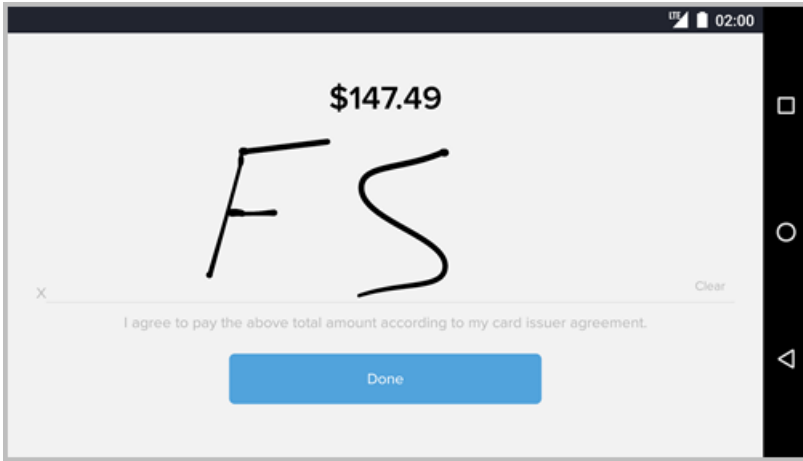 LTE 02:00
$147.49
FS
X Clear
I agree to pay the above total amount according to my card issuer agreement.
Done